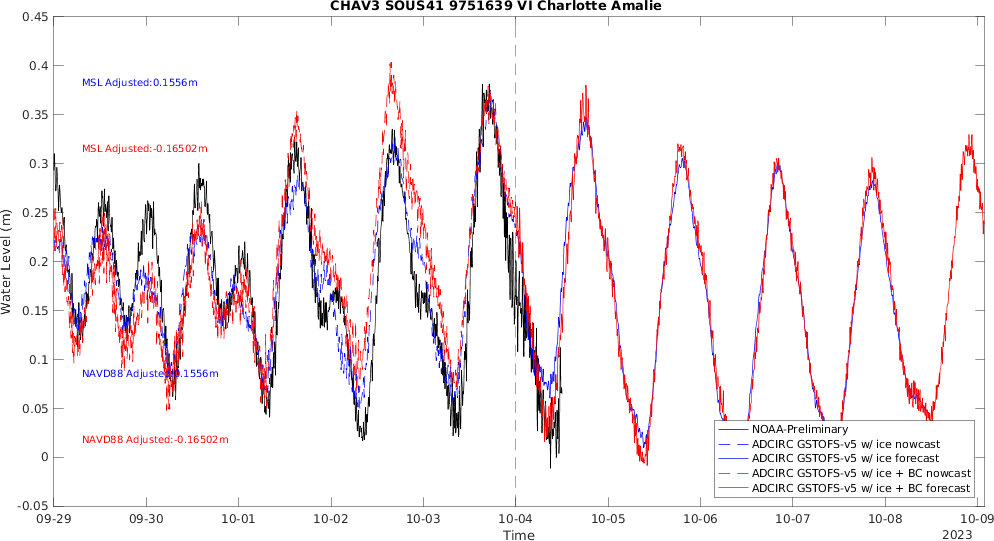 CHAV3 SOUS41 9751639 VI Charlotte Amalie
0.45
0.4
0.35
0.3
0.25
0.2
0.15
0.1
0.05
0
-0.05
Water Level (m)
MSL Adjusted:0.1556m
MSL Adjusted:-0.16502m
NAVD88 Adjusted:0.1556m
NAVD88 Adjusted:-0.16502m
NOAA-Preliminary
ADCIRC GSTOFS-v5 w/ ice nowcast
ADCIRC GSTOFS-v5 w/ ice forecast
ADCIRC GSTOFS-v5 w/ ice + BC nowcast
ADCIRC GSTOFS-v5 w/ ice + BC forecast
09-29 09-30 10-01 10-02 10-03 10-04 10-05 10-06 10-07 10-08 10-09
Time
2023